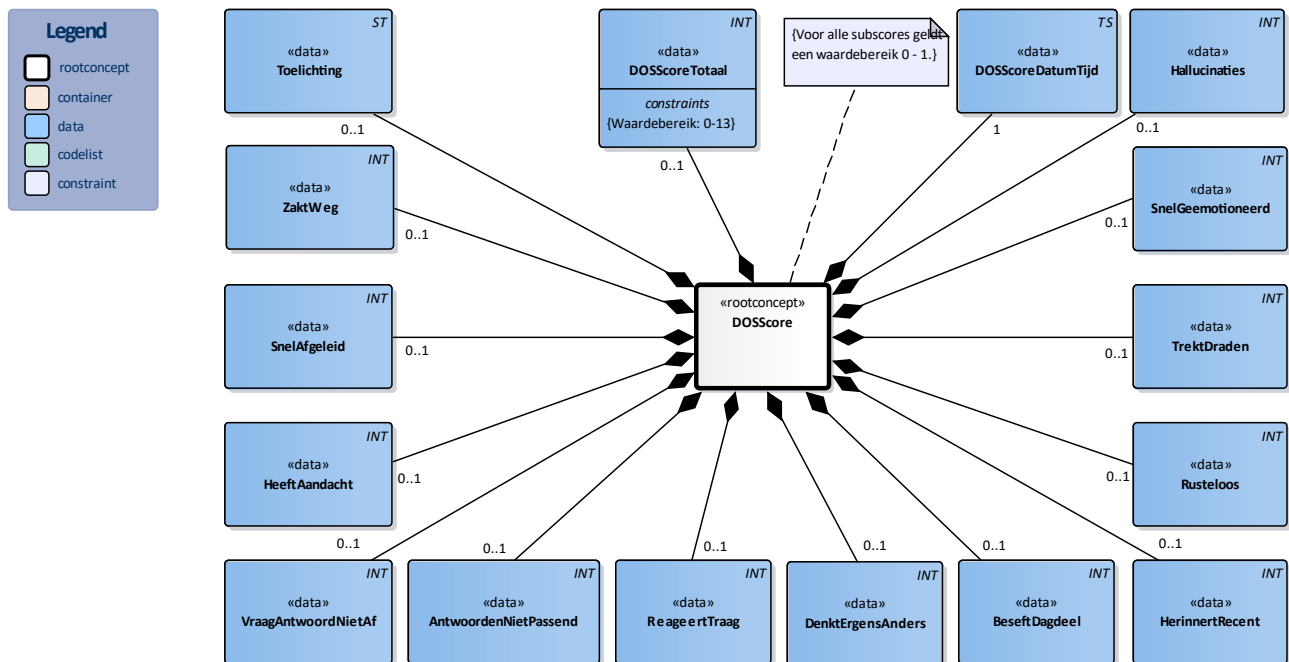 Legend
rootconcept
container
data
codelist
constraint
ST
«data»
Toelichting
0..1
INT
«data»
DOSScoreTotaal
constraints
{Waardebereik: 0-13}
0..1
{Voor alle subscores geldt
een waardebereik 0 - 1.}
TS
«data»
DOSScoreDatumTijd
1
INT
«data»
Hallucinaties
0..1
INT
«data»
ZaktWeg
0..1
INT
«data»
SnelGeemotioneerd
0..1
INT
«data»
SnelAfgeleid
0..1
«rootconcept»
DOSScore
INT
«data»
TrektDraden
0..1
INT
«data»
HeeftAandacht
0..1
INT
«data»
Rusteloos
0..1
INT
«data»
VraagAntwoordNietAf
0..1
INT
«data»
AntwoordenNietPassend
0..1
INT
«data»
ReageertTraag
0..1
INT
«data»
DenktErgensAnders
0..1
INT
«data»
BeseftDagdeel
0..1
INT
«data»
HerinnertRecent
0..1